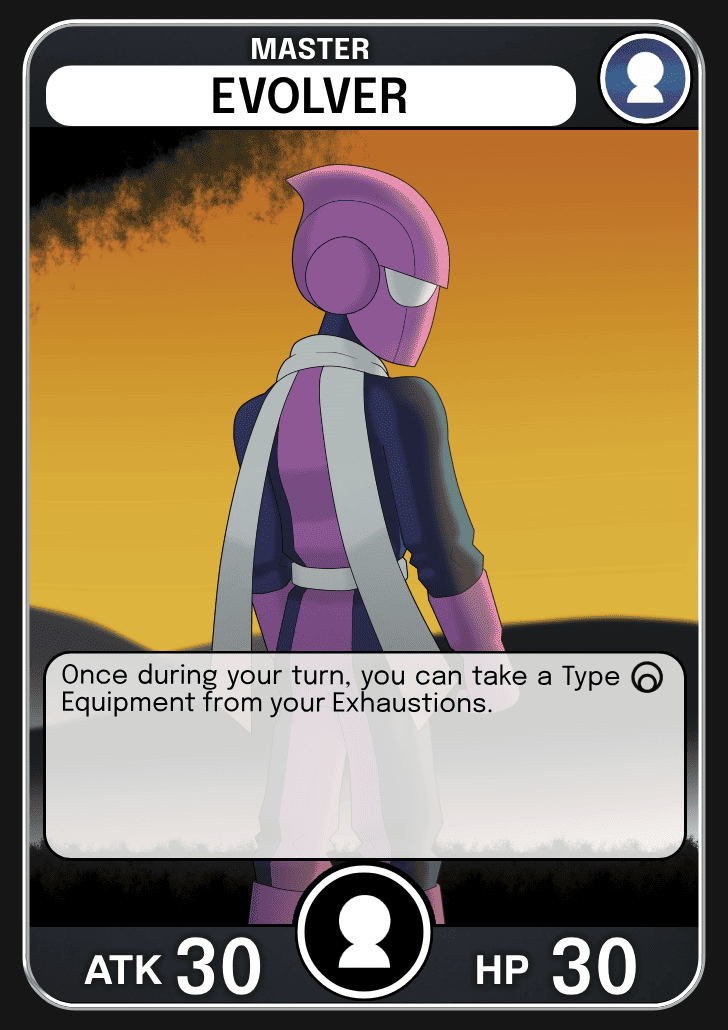 MASTER
EVOLVER
Once during your turn, you can take a Type
Equipment from your Exhaustions.
ATK 30
HP 30